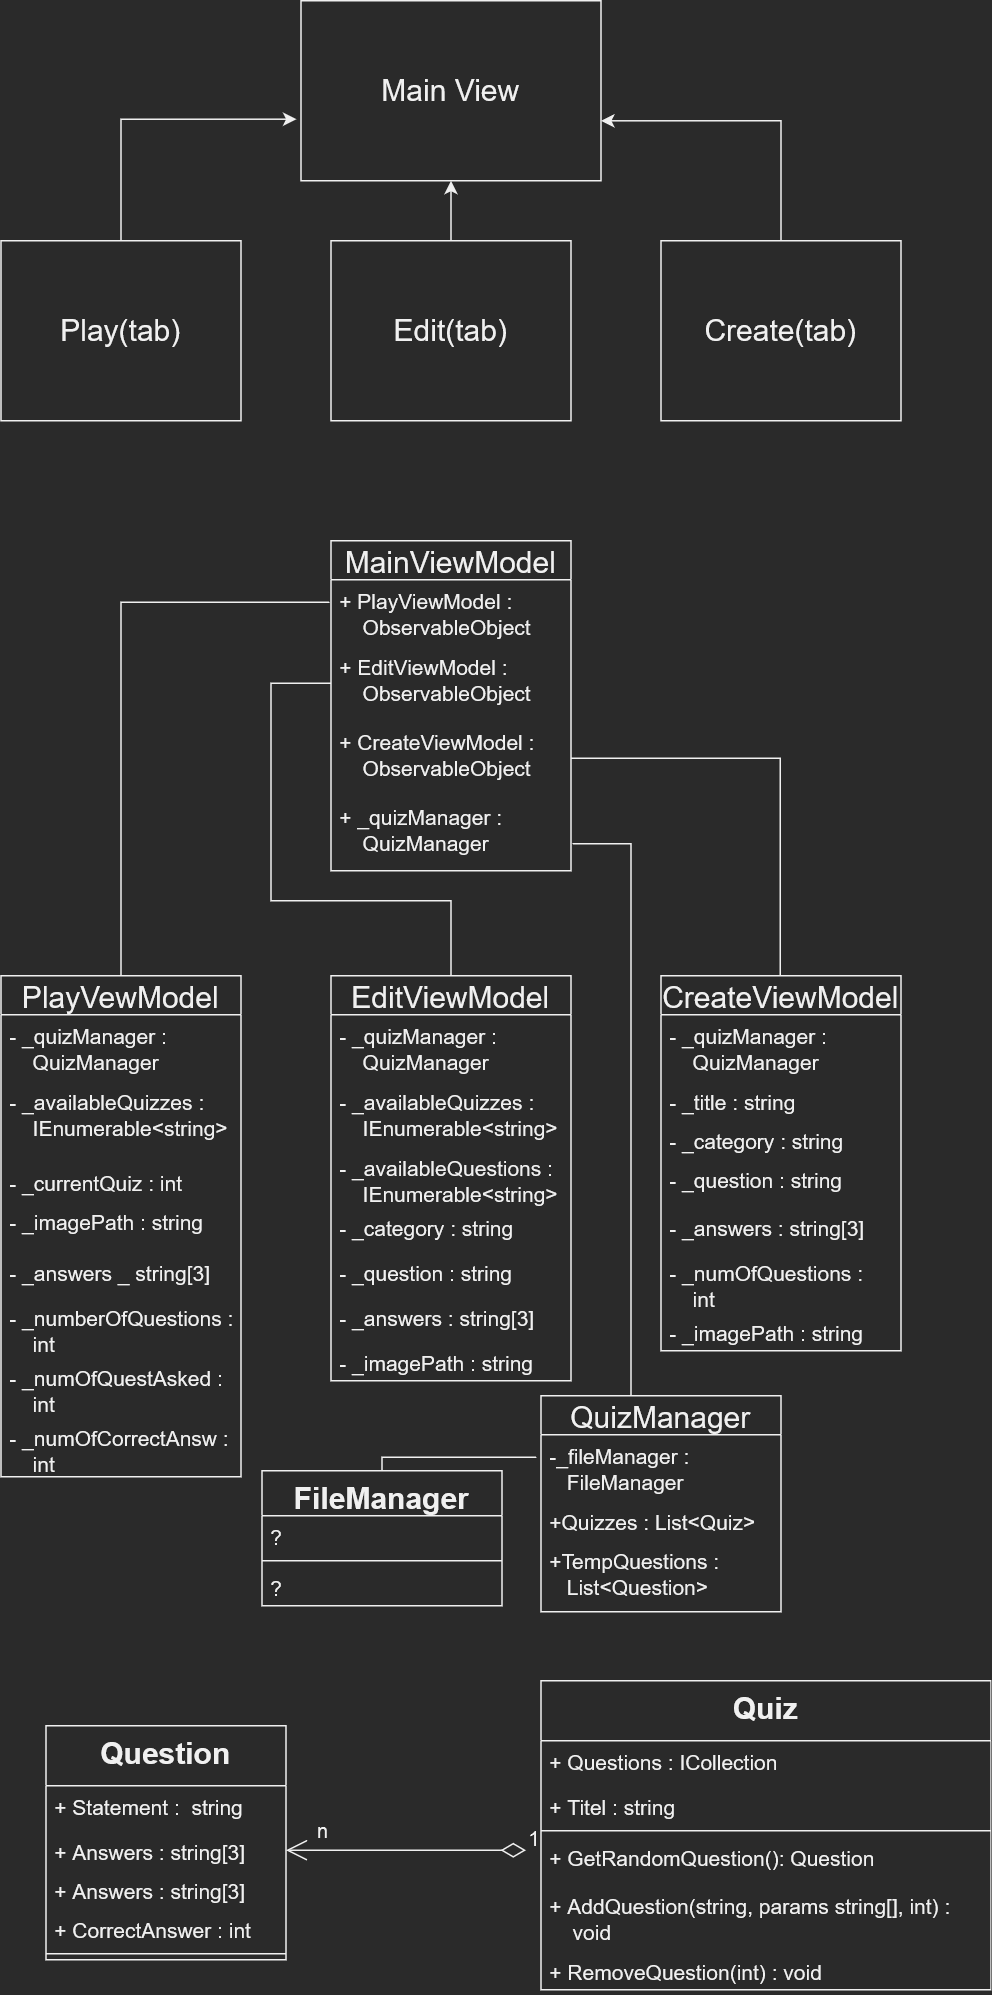 Main View
Play(tab)
Edit(tab)
Create(tab)
MainViewModel
+ PlayViewModel :
ObservableObject
+ EditViewModel :
ObservableObject
+ CreateViewModel :
ObservableObject
+ _quizManager :
QuizManager
PlayVewModel
- _quizManager :
QuizManager
- _availableQuizzes :
IEnumerable<string>
- _currentQuiz : int
- _imagePath : string
- _answers _ string[3]
- _numberOfQuestions :
int
- _numOfQuestAsked :
int
- _numOfCorrectAnsw :
int
EditViewModel
- _quizManager :
QuizManager
- _availableQuizzes :
IEnumerable<string>
- _availableQuestions :
IEnumerable<string>
- _category : string
- _question : string
- _answers : string[3]
- _imagePath : string
CreateViewModel
- _quizManager :
QuizManager
- _title : string
- _category : string
- _question : string
- _answers : string[3]
- _numOfQuestions :
int
- _imagePath : string
QuizManager
-_fileManager :
FileManager
+Quizzes : List<Quiz>
+TempQuestions :
List<Question>
FileManager
?
?
Question
+ Statement :  string
+ Answers : string[3]
+ Answers : string[3]
+ CorrectAnswer : int
n
1
Quiz
+ Questions : ICollection
+ Titel : string
+ GetRandomQuestion(): Question
+ AddQuestion(string, params string[], int) :
void
+ RemoveQuestion(int) : void